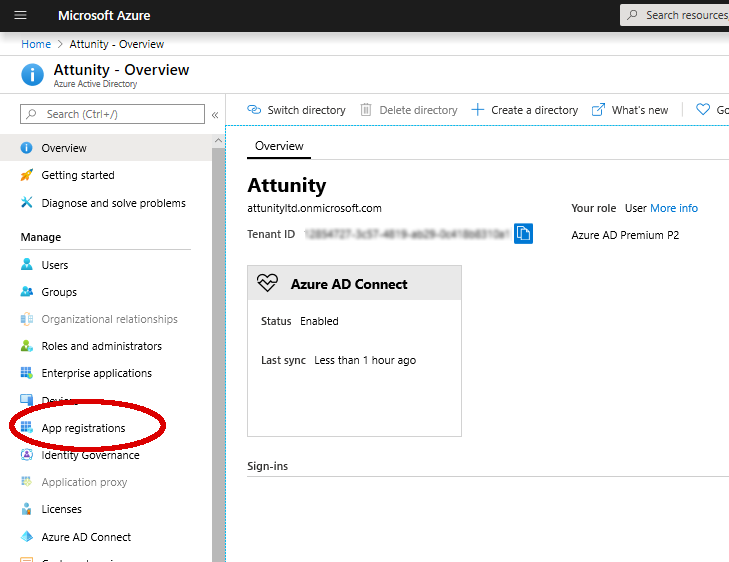 Microsoft Azure
Search resources,
Home > Attunity - Overview
Attunity - Overview
Azure Active Directory
Search (Ctrl+/)
«
Overview
Getting started
Diagnose and solve problems
Manage
Users
Groups
Organizational relationships
Roles and administrators
Enterprise applications
Devices
App registrations
Identity Governance
Application proxy
Licenses
Azure AD Connect
Switch directory
Delete directory
Create a directory
What's new
Overview
Attunity
attunityltd.onmicrosoft.com
Tenant ID
Your role User More info
Azure AD Premium P2
Azure AD Connect
Status Enabled
Last sync Less than 1 hour ago
Sign-ins